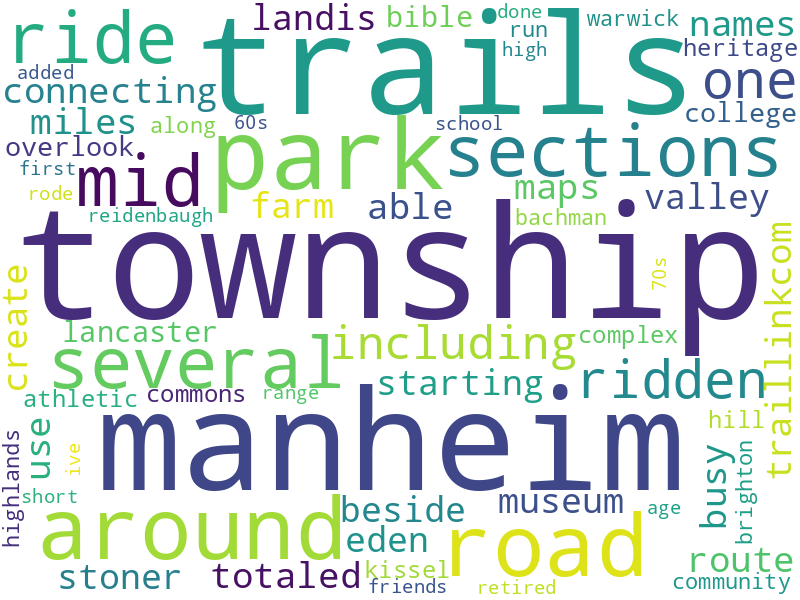 ride
trails
landis
bible
done
run
high
warwick
names
heritage
added
connecting
one
college
miles
along
60s
school
overlook
park
sections
first
mid
maps
valley
rode
farm
able
bachman
reidenbaugh
township
70s
traillinkcom
create
lancaster
including
complex
several
starting
ridden
athletic
commons
range
manheim
hill
use
ive
highlands
busy
brighton
short
beside
museum
age
around
eden
road
route
stoner
totaled
kissel
friends
retired
community